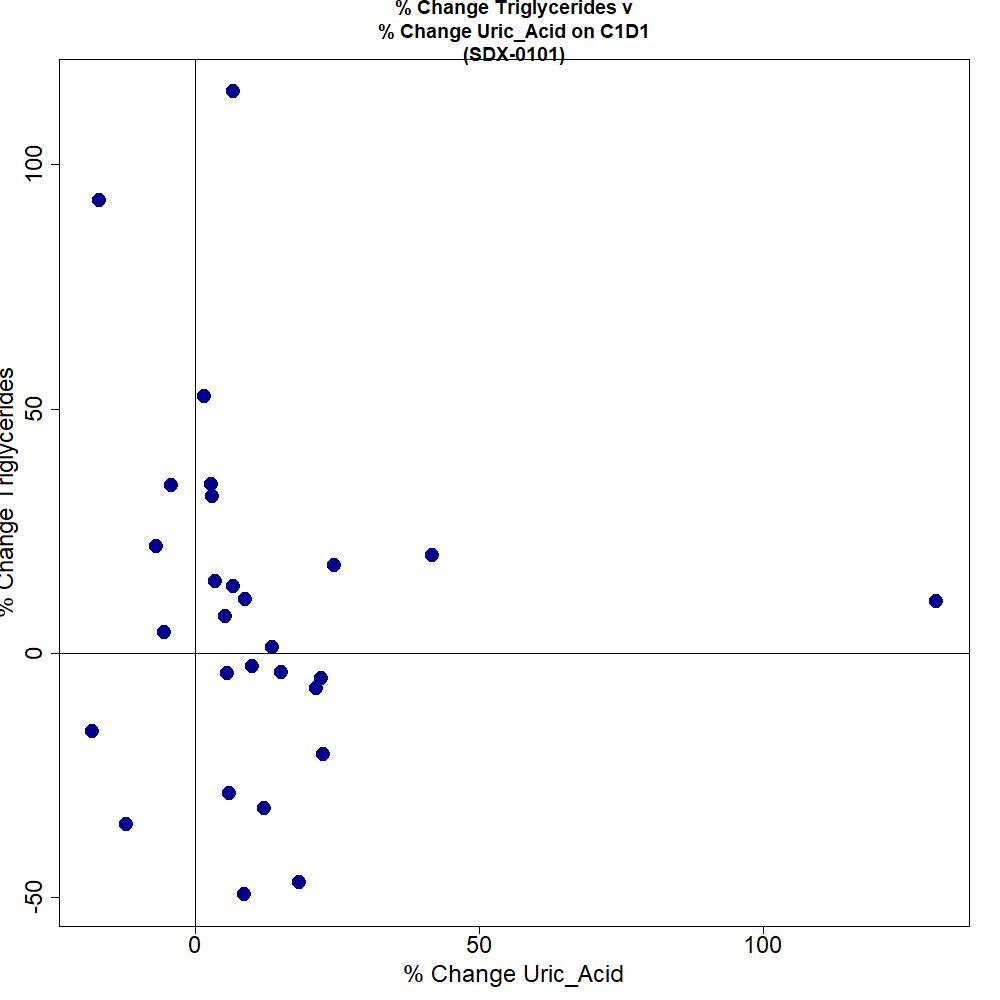 % Change Triglycerides v
% Change Uric_Acid on C1D1
(SDX-0101)
% Change Triglycerides
100
50
0
-50
0 50 100
% Change Uric_Acid